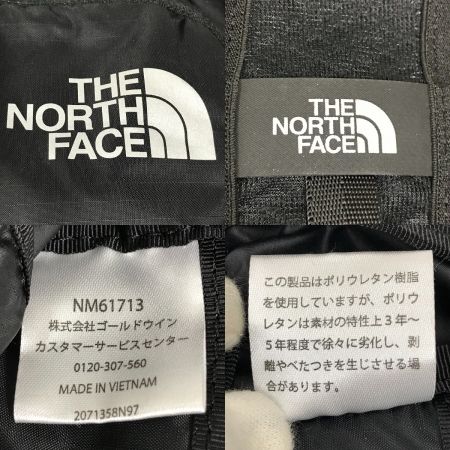 THE
NORTH
FACE
THE
NORTH
FACE
NM61713
株式会社ゴールドウイン
カスタマーサービスセンター
0120-307-560
MADE IN VIETNAM
2071358N97
この製品はポリウレタン樹脂
を使用していますが、ポリウ
レタンは素材の特性上3年〜
5年程度で徐々に劣化し、剥
離やべたつきを生じさせる場
合があります。